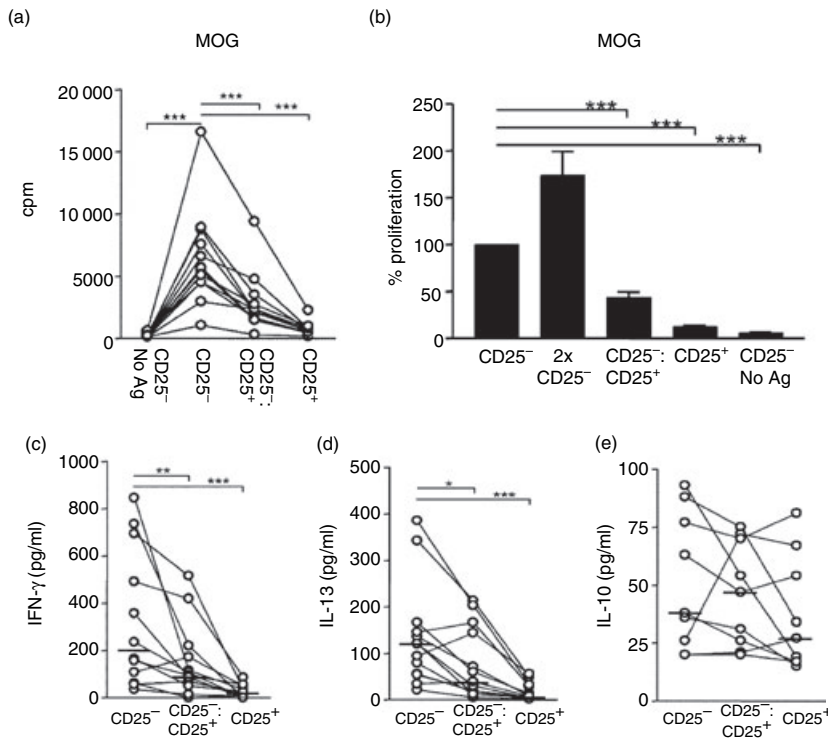 (a)
MOG
20 000
15 000
10 000
5000
0
cpm
***
***
***
No Ag
CD25⁻
CD25⁻
CD25⁺
CD25⁻:
CD25⁺
(b)
MOG
250
200
150
100
50
0
% proliferation
***
***
***
CD25⁻
2x
CD25⁻
CD25⁻:
CD25⁺
CD25⁺
CD25⁻
No Ag
(c)
1000
800
600
400
200
0
IFN-γ (pg/ml)
**
***
CD25⁻
CD25⁻:
CD25⁺
CD25⁺
(d)
500
400
300
200
100
0
IL-13 (pg/ml)
*
***
CD25⁻
CD25⁻:
CD25⁺
CD25⁺
(e)
100
75
50
25
0
IL-10 (pg/ml)
CD25⁻
CD25⁻:
CD25⁺
CD25⁺